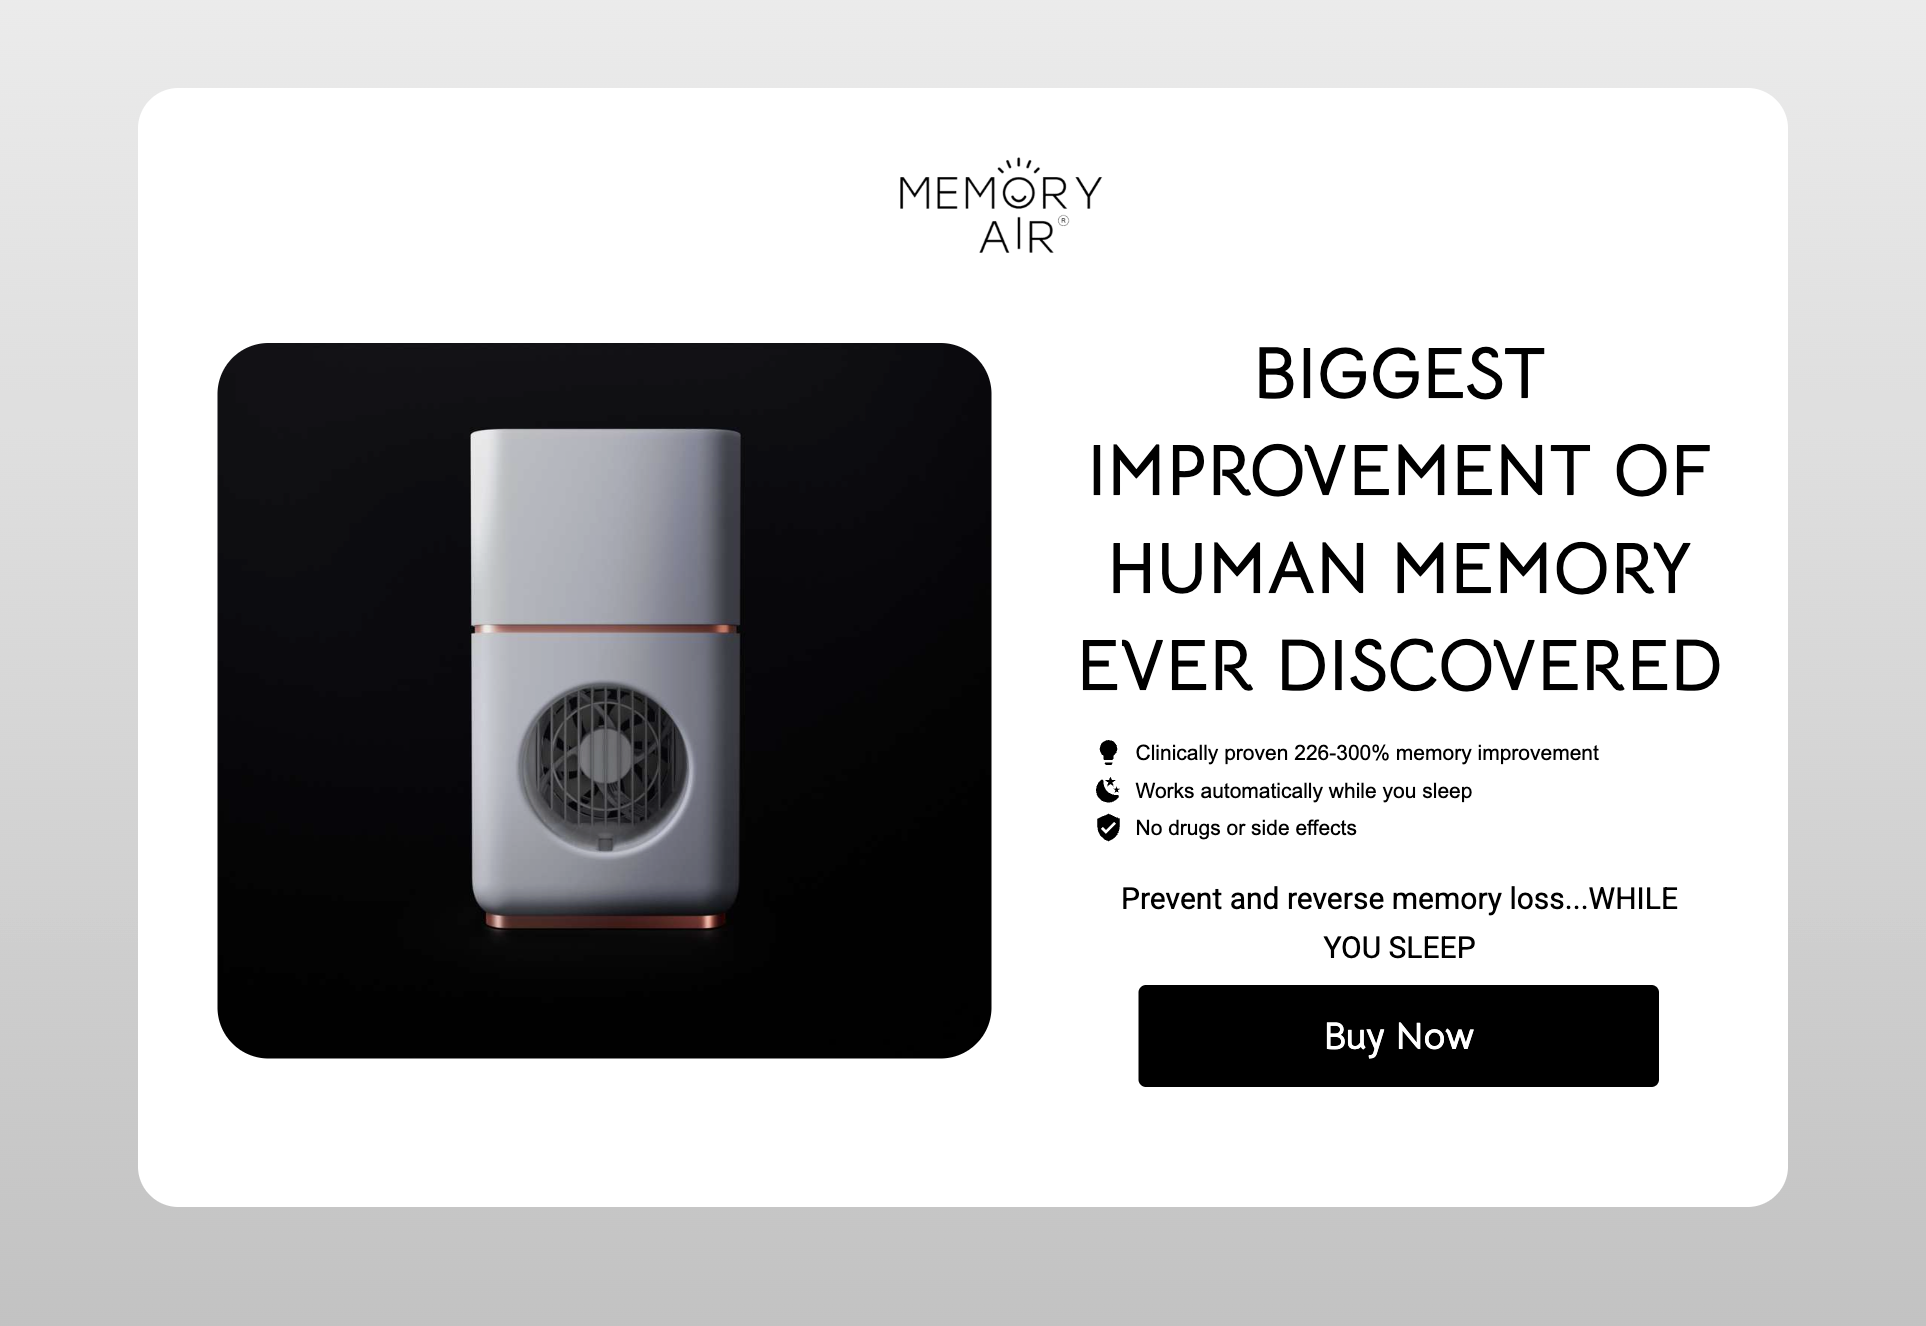 MEMORY
AIR®
BIGGEST
IMPROVEMENT OF
HUMAN MEMORY
EVER DISCOVERED
Clinically proven 226-300% memory improvement
Works automatically while you sleep
No drugs or side effects
Prevent and reverse memory loss...WHILE
YOU SLEEP
Buy Now